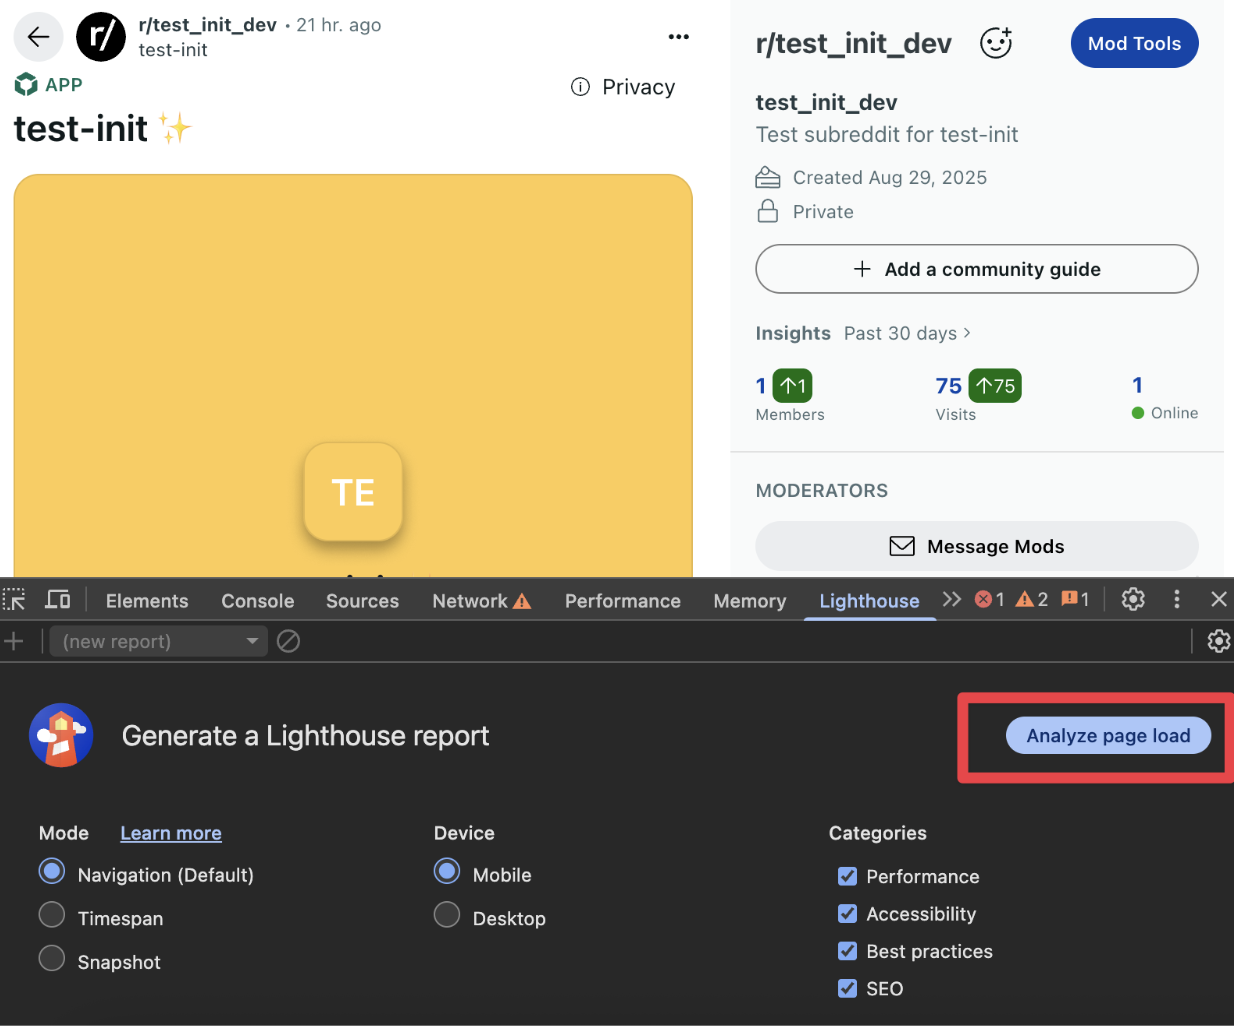 r/test_init_dev • 21 hr. ago
test-init
APP
Privacy
test-init ✨
TE
r/test_init_dev
Mod Tools
test_init_dev
Test subreddit for test-init
Created Aug 29, 2025
Private
+ Add a community guide
Insights Past 30 days >
1 ↑1
Members
75 ↑75
Visits
1
Online
MODERATORS
Message Mods
Elements Console Sources Network Performance Memory Lighthouse >> 1 2 1
(new report)
Generate a Lighthouse report
Analyze page load
Mode Learn more
Navigation (Default)
Timespan
Snapshot
Device
Mobile
Desktop
Categories
Performance
Accessibility
Best practices
SEO